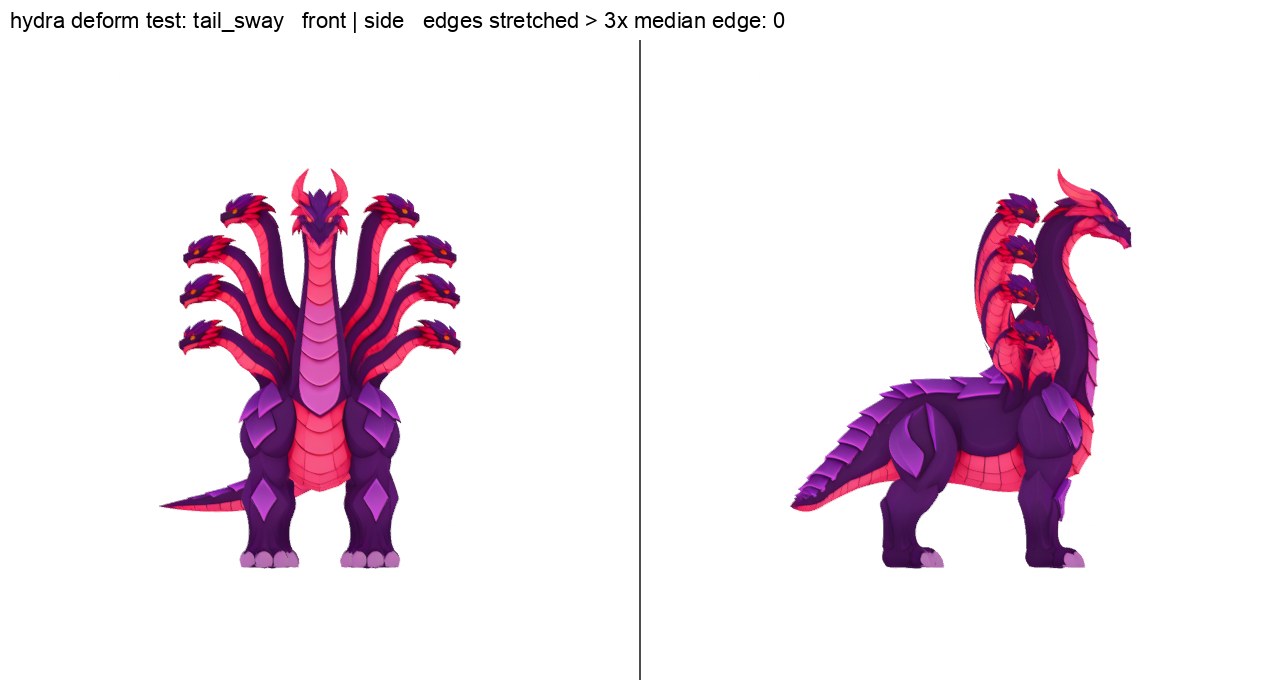 hydra deform test: tail_sway   front | side   edges stretched > 3x median edge: 0